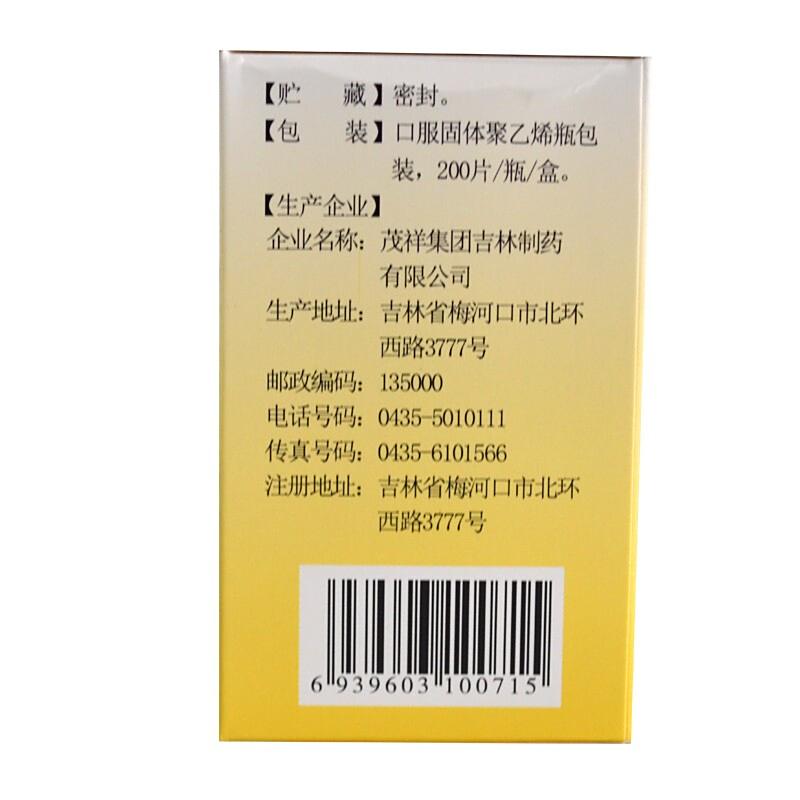 【贮　藏】密封。
【包　装】口服固体聚乙烯瓶包
装，200片/瓶/盒。
【生产企业】
企业名称：茂祥集团吉林制药
有限公司
生产地址：吉林省梅河口市北环
西路3777号
邮政编码：135000
电话号码：0435-5010111
传真号码：0435-6101566
注册地址：吉林省梅河口市北环
西路3777号
6 939603 100715